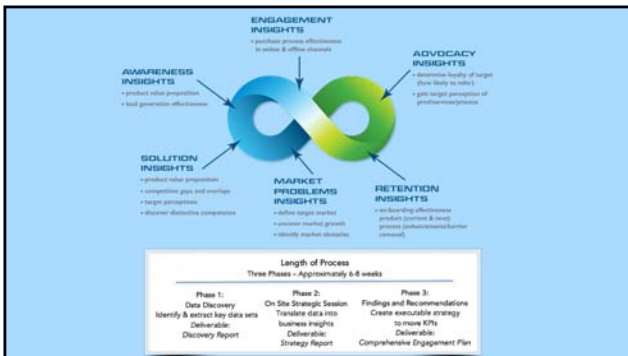 ENGAGEMENT
INSIGHTS
• purchase process effectiveness
in online & offline channels
ADVOCACY
INSIGHTS
• determine loyalty of target
(how likely to refer)
• gain target perception of
prod/services/process
AWARENESS
INSIGHTS
• product value proposition
• lead generation effectiveness
SOLUTION
INSIGHTS
• product value proposition
• competitive gaps and overlaps
• target perceptions
• discover distinctive competence
MARKET
PROBLEMS
INSIGHTS
• define target market
• uncover market growth
• identify market obstacles
RETENTION
INSIGHTS
• on-boarding effectiveness
product (current & next)
process (enhancements/barrier
removal)
Length of Process
Three Phases – Approximately 6-8 weeks
Phase 1:
Data Discovery
Identify & extract key data sets
Deliverable:
Discovery Report
Phase 2:
On Site Strategic Session
Translate data into
business insights
Deliverable:
Strategy Report
Phase 3:
Findings and Recommendations
Create executable strategy
to move KPIs
Deliverable:
Comprehensive Engagement Plan